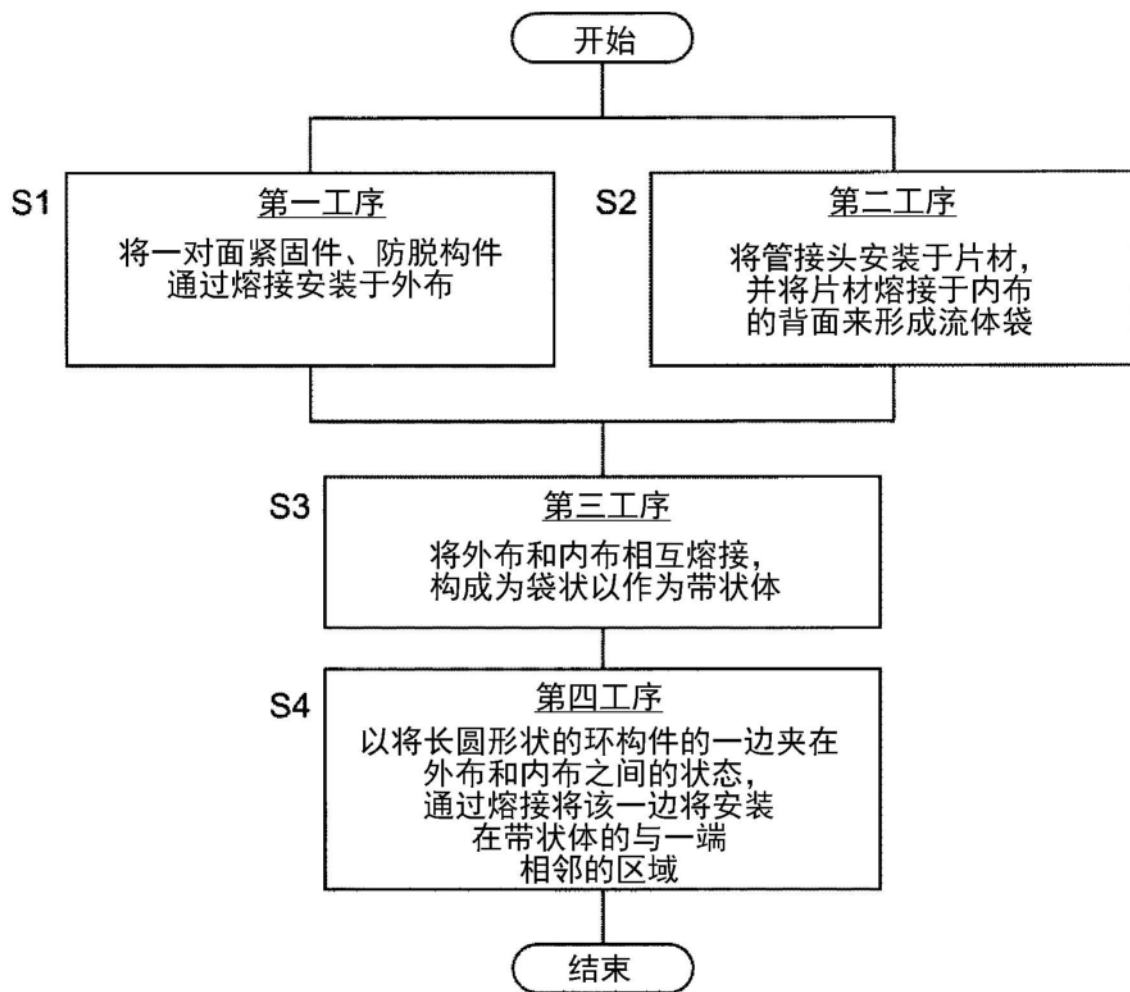 开始
S1
第一工序
将一对面紧固件、防脱构件
通过熔接安装于外布
S2
第二工序
将管接头安装于片材，
并将片材熔接于内布
的背面来形成流体袋
S3
第三工序
将外布和内布相互熔接，
构成为袋状以作为带状体
S4
第四工序
以将长圆形状的环构件的一边夹在
外布和内布之间的状态，
通过熔接将该一边将安装
在带状体的与一端
相邻的区域
结束